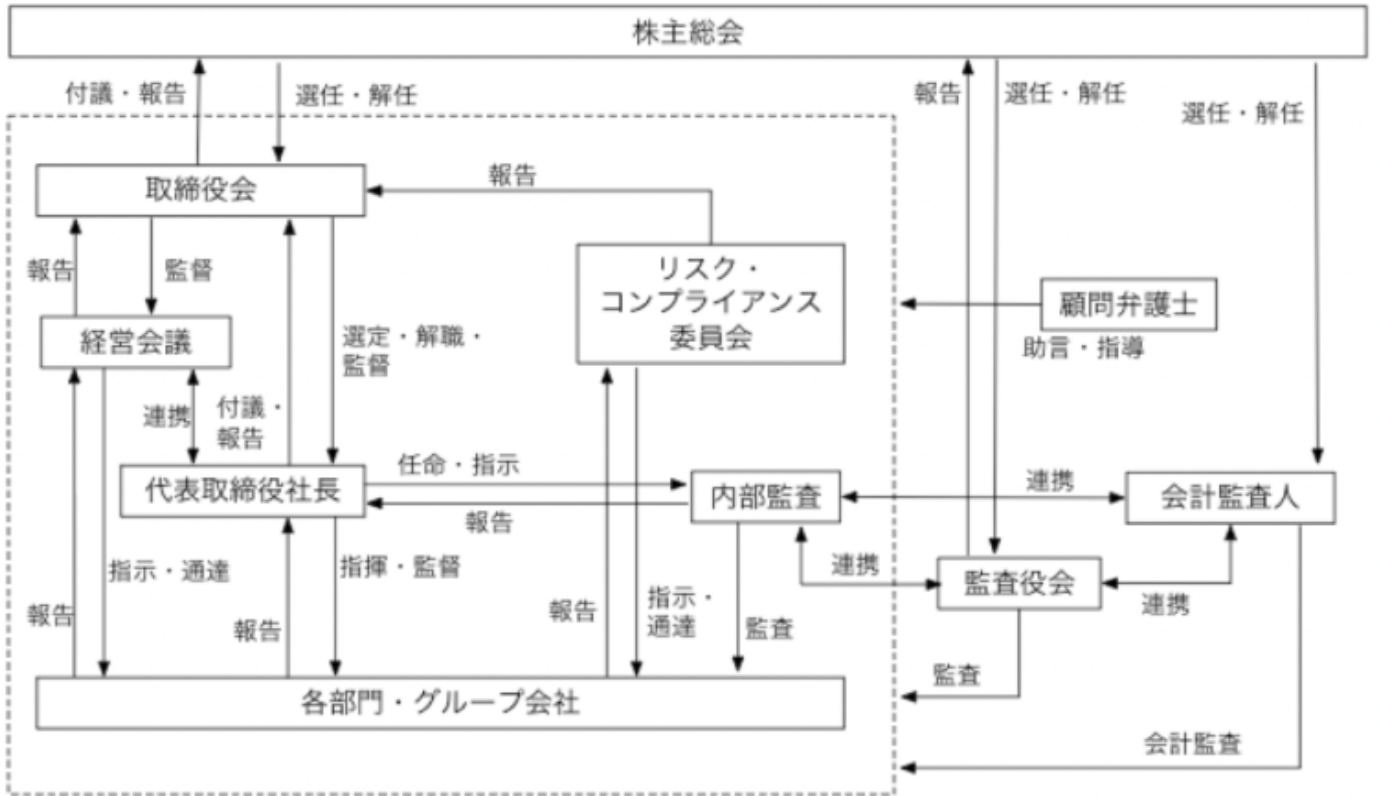 株主総会
付議・報告
選任・解任
報告
選任・解任
選任・解任
取締役会
報告
報告
監督
リスク・
コンプライアンス
委員会
顧問弁護士
助言・指導
経営会議
選定・解職・
監督
連携
付議・
報告
代表取締役社長
任命・指示
報告
内部監査
連携
会計監査人
指示・通達
指揮・監督
連携
監査役会
連携
報告
報告
報告
指示・
通達
監査
監査
各部門・グループ会社
会計監査